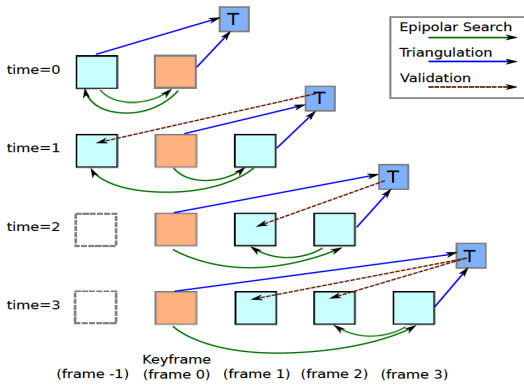 T
Epipolar Search
Triangulation
Validation
time=0
T
time=1
T
time=2
T
time=3
Keyframe
(frame -1) (frame 0) (frame 1) (frame 2) (frame 3)